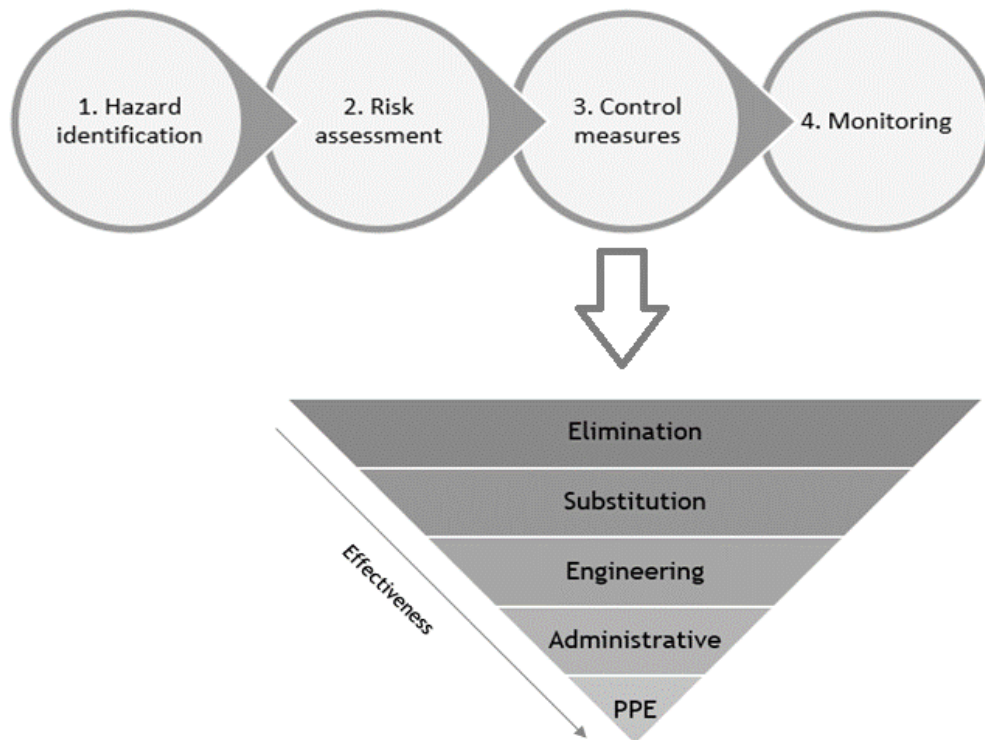 1. Hazard
identification
2. Risk
assessment
3. Control
measures
4. Monitoring
Elimination
Substitution
Engineering
Administrative
PPE
Effectiveness